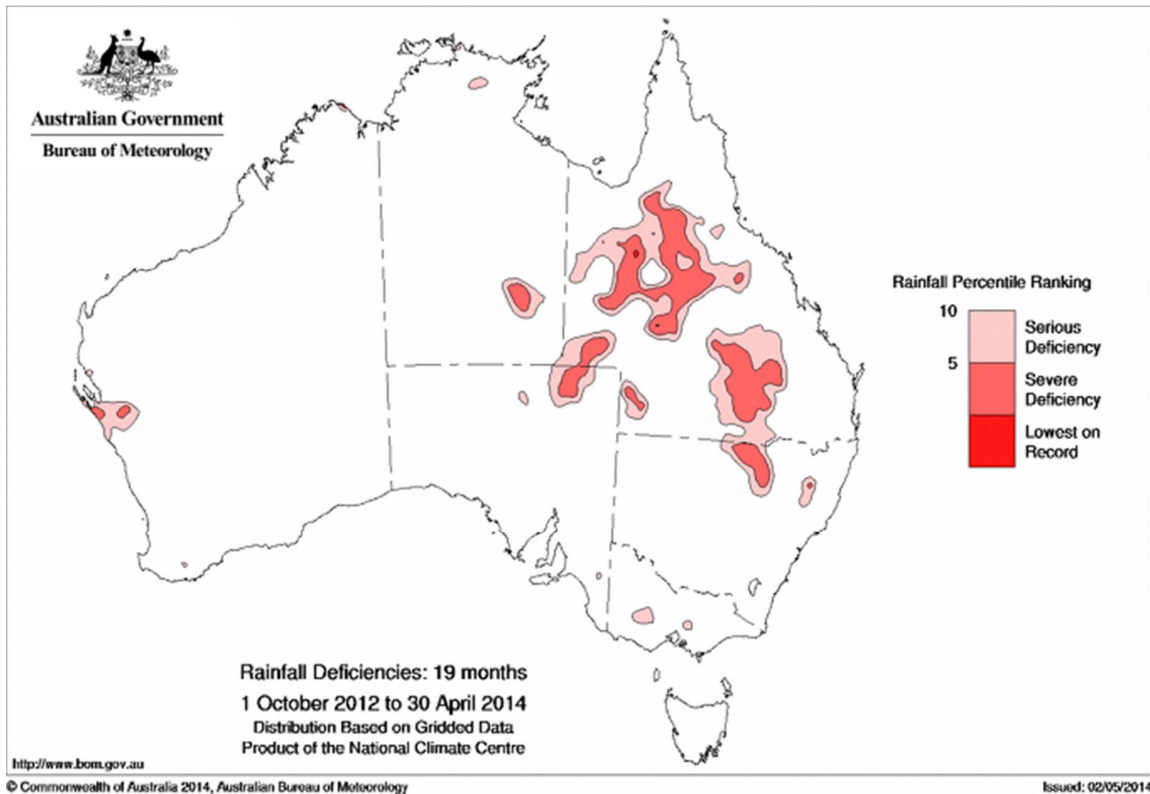 Australian Government
Bureau of Meteorology
Rainfall Percentile Ranking
10
Serious
Deficiency
5
Severe
Deficiency
Lowest on
Record
Rainfall Deficiencies: 19 months
1 October 2012 to 30 April 2014
Distribution Based on Gridded Data
Product of the National Climate Centre
http://www.bom.gov.au
© Commonwealth of Australia 2014, Australian Bureau of Meteorology
Issued: 02/05/2014